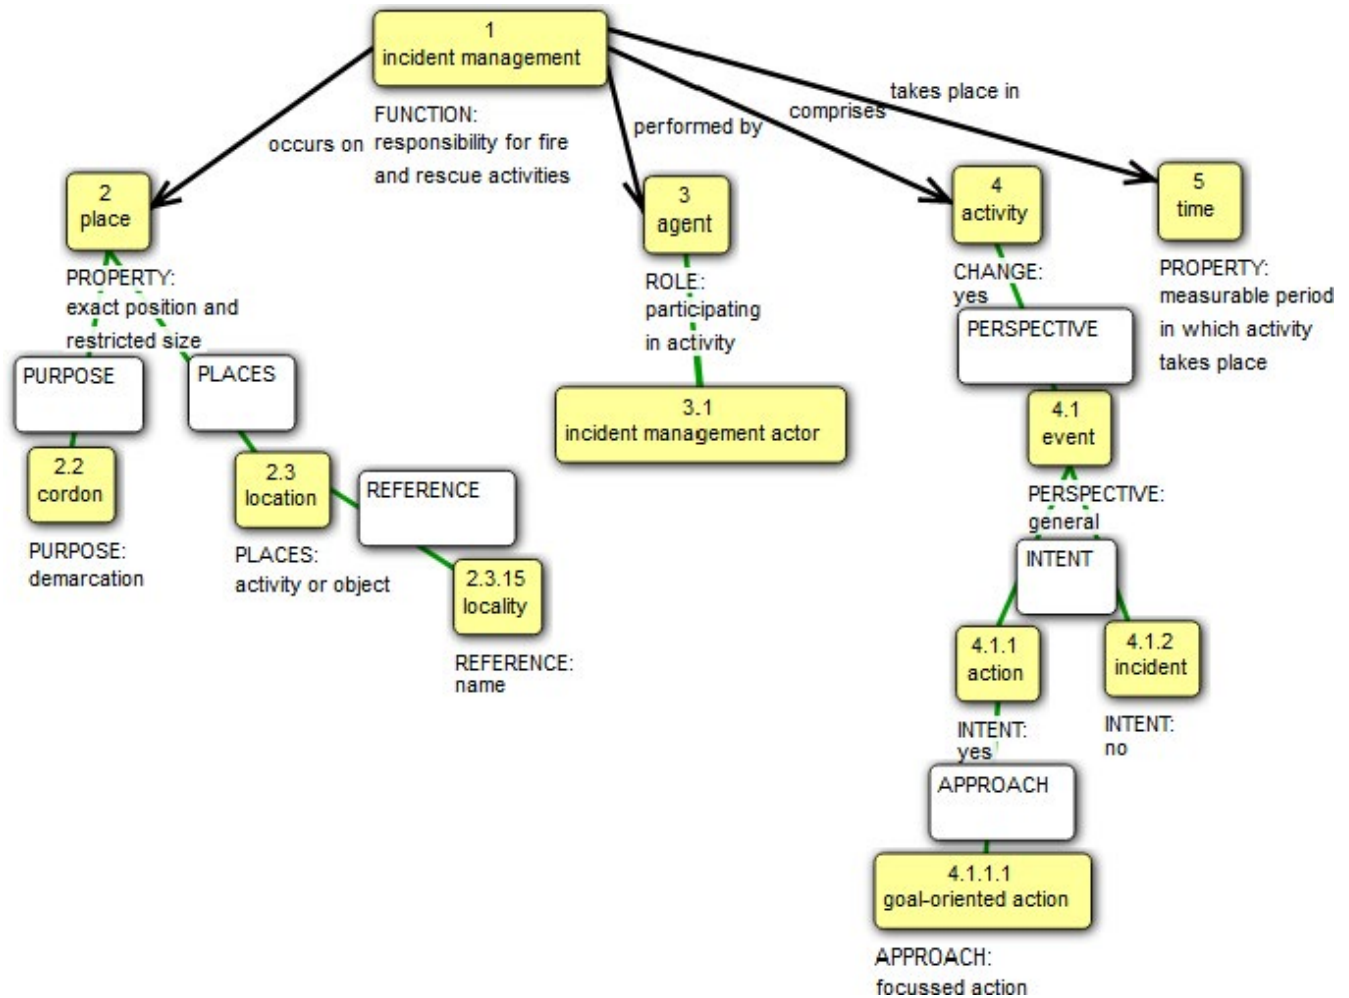 1
incident management
FUNCTION:
responsibility for fire
and rescue activities
occurs on
performed by
comprises
takes place in
2
place
PROPERTY:
exact position and
restricted size
PURPOSE
PLACES
2.2
cordon
PURPOSE:
demarcation
2.3
location
PLACES:
activity or object
REFERENCE
2.3.15
locality
REFERENCE:
name
3
agent
ROLE:
participating
in activity
3.1
incident management actor
4
activity
CHANGE:
yes
PERSPECTIVE
4.1
event
PERSPECTIVE:
general
INTENT
4.1.1
action
INTENT:
yes
4.1.2
incident
INTENT:
no
APPROACH
4.1.1.1
goal-oriented action
APPROACH:
focussed action
5
time
PROPERTY:
measurable period
in which activity
takes place